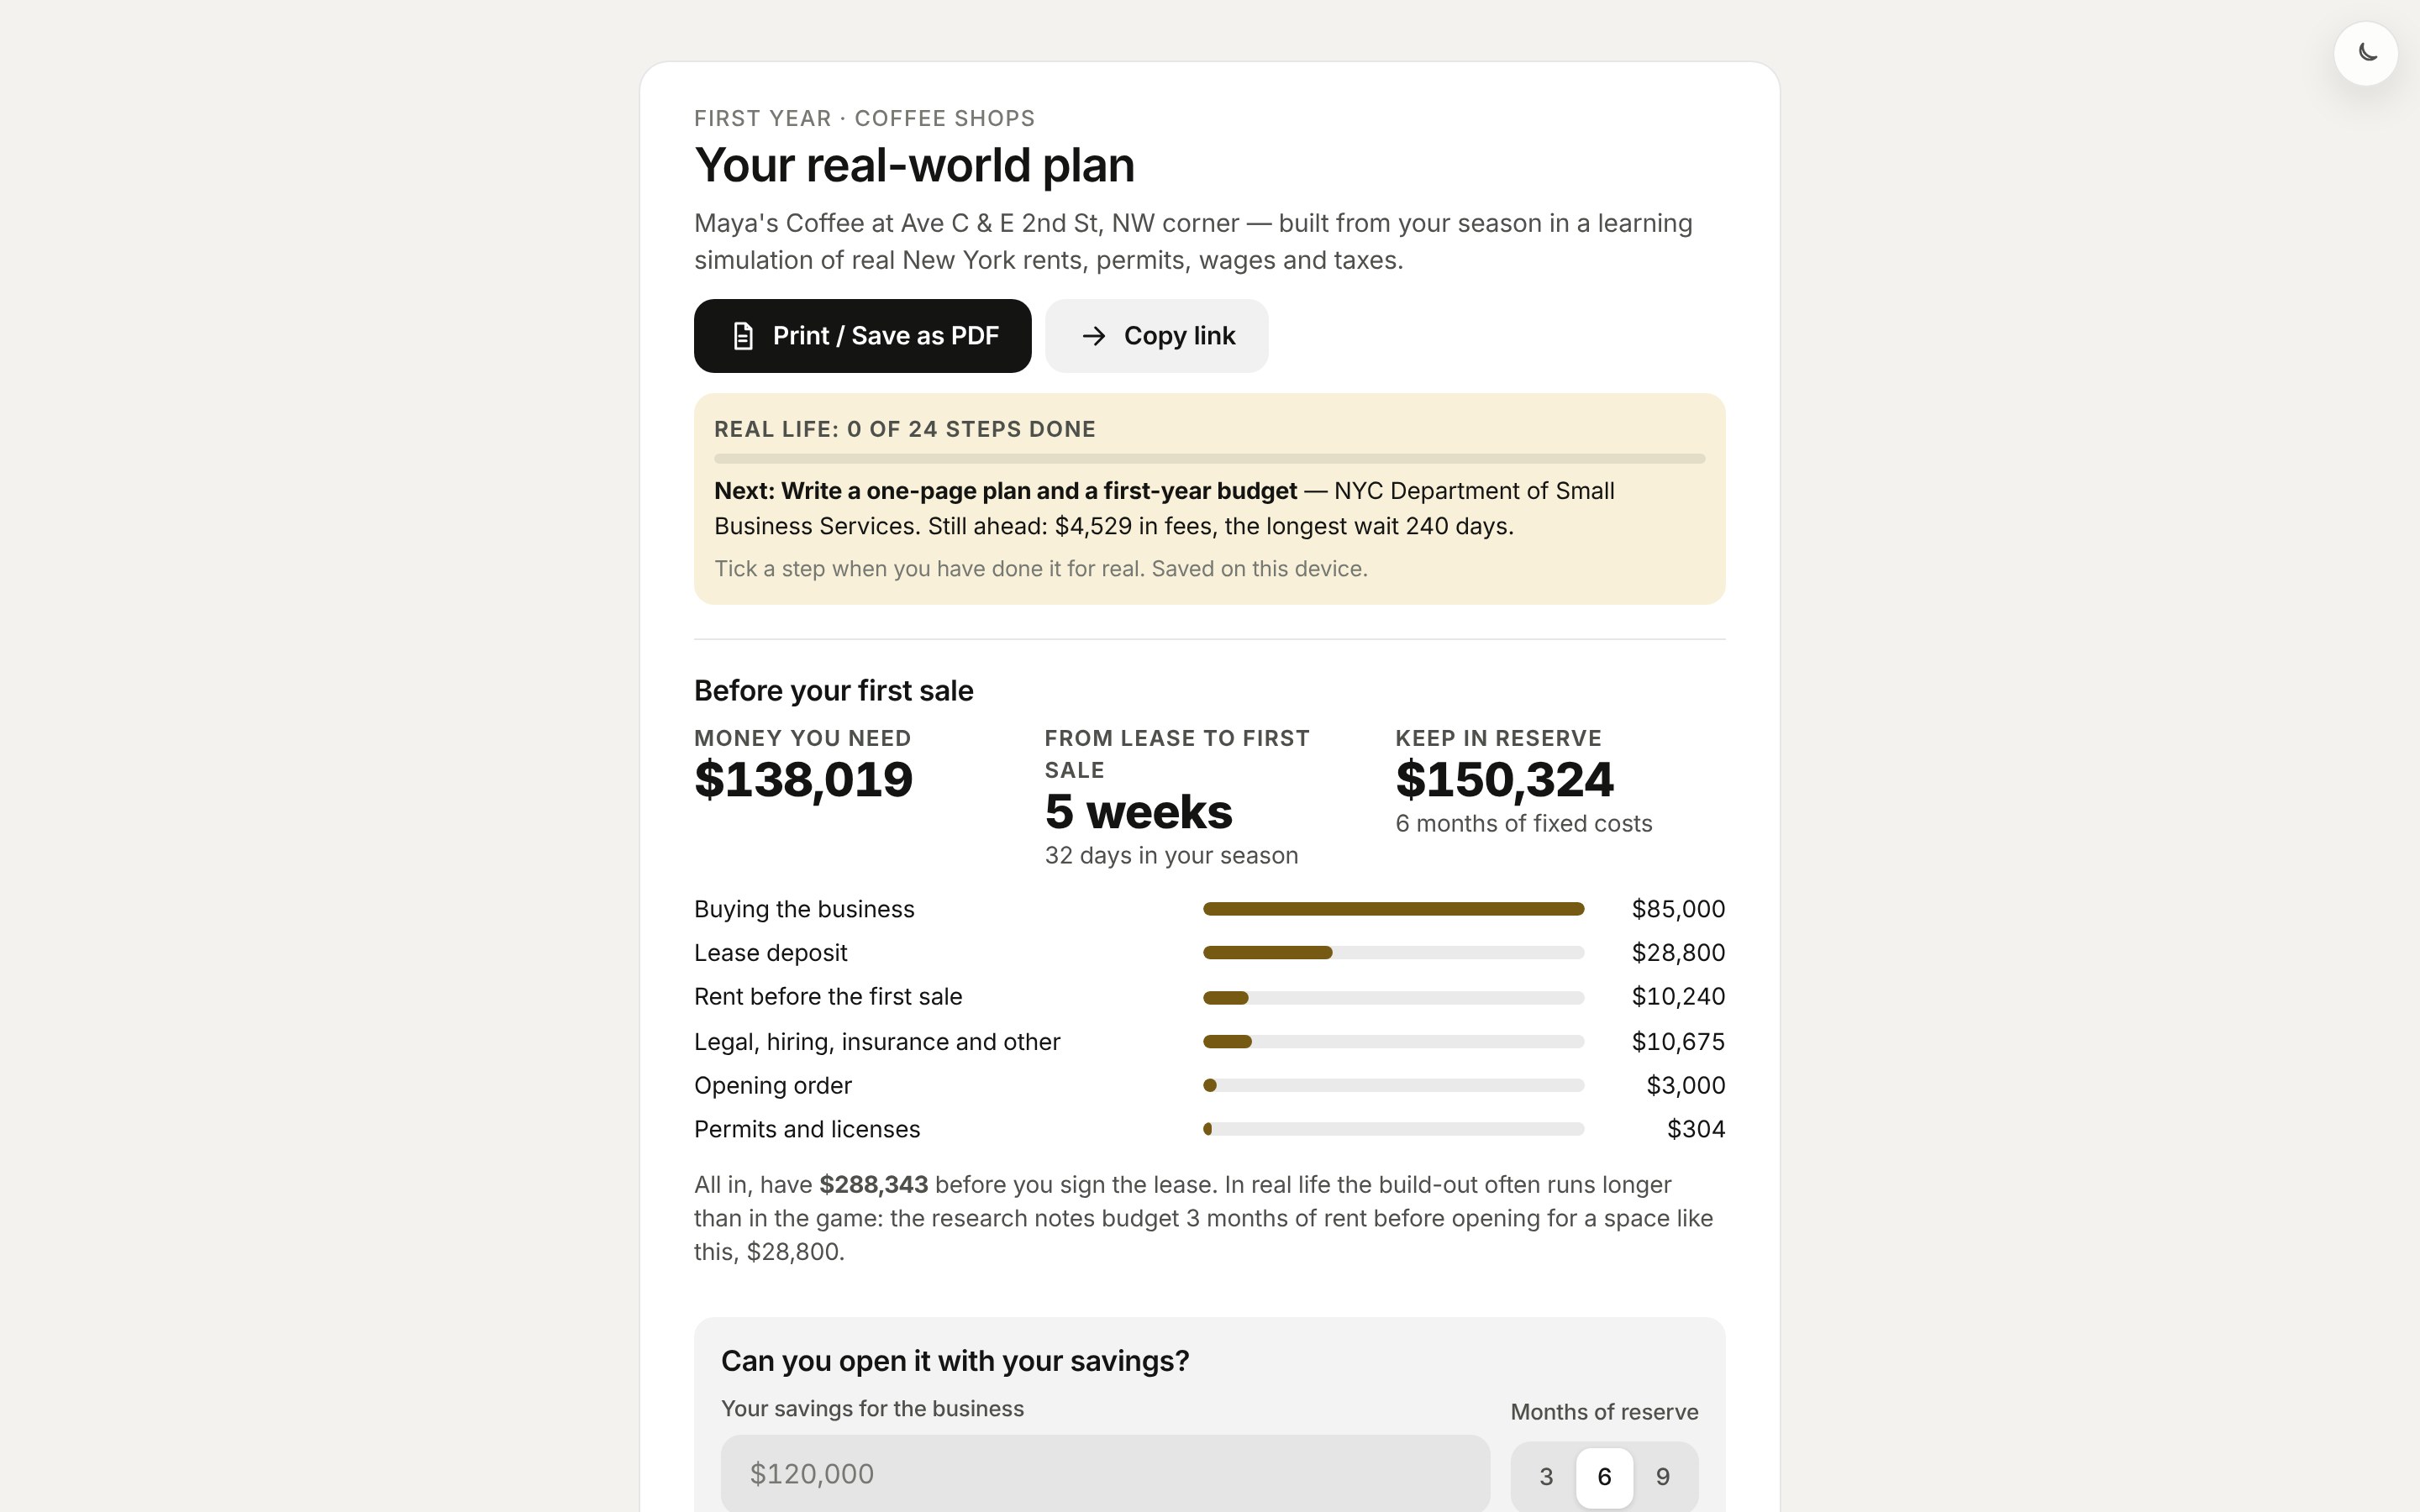 FIRST YEAR · COFFEE SHOPS
Your real-world plan
Maya's Coffee at Ave C & E 2nd St, NW corner — built from your season in a learning
simulation of real New York rents, permits, wages and taxes.
Print / Save as PDF
Copy link
REAL LIFE: 0 OF 24 STEPS DONE
Next: Write a one-page plan and a first-year budget — NYC Department of Small
Business Services. Still ahead: $4,529 in fees, the longest wait 240 days.
Tick a step when you have done it for real. Saved on this device.
Before your first sale
MONEY YOU NEED
$138,019
FROM LEASE TO FIRST
SALE
5 weeks
32 days in your season
KEEP IN RESERVE
$150,324
6 months of fixed costs
Buying the business $85,000
Lease deposit $28,800
Rent before the first sale $10,240
Legal, hiring, insurance and other $10,675
Opening order $3,000
Permits and licenses $304
All in, have $288,343 before you sign the lease. In real life the build-out often runs longer
than in the game: the research notes budget 3 months of rent before opening for a space like
this, $28,800.
Can you open it with your savings?
Your savings for the business
$120,000
Months of reserve
3 6 9